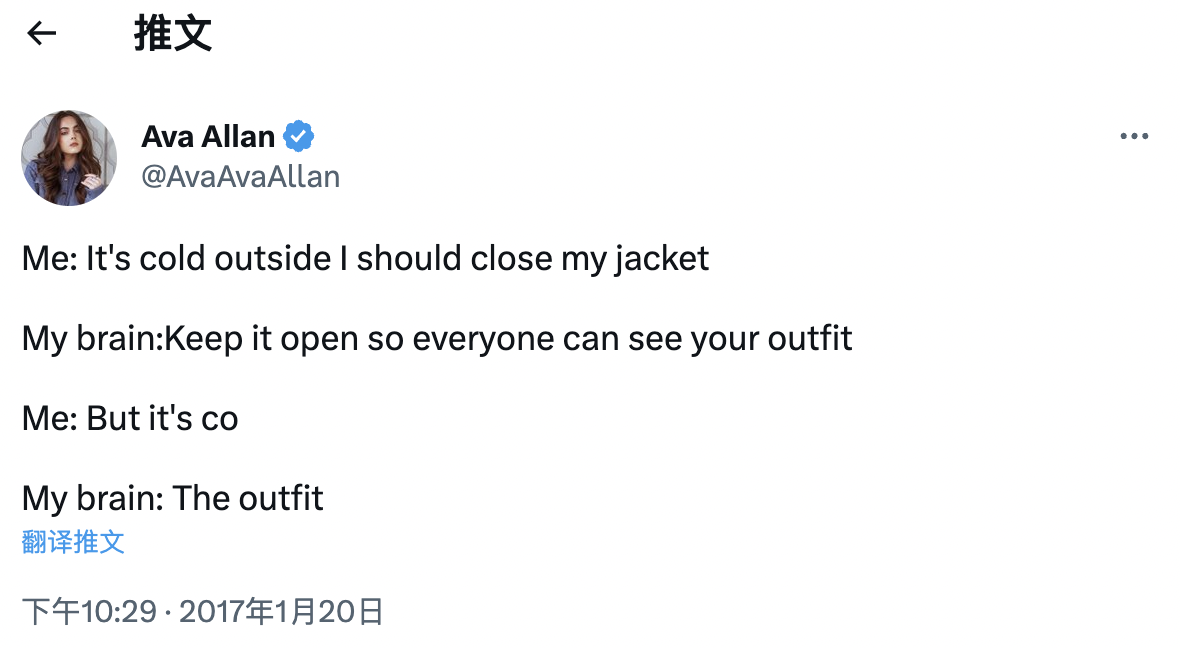 推文
Ava Allan
@AvaAvaAllan
Me: It's cold outside I should close my jacket
My brain:Keep it open so everyone can see your outfit
Me: But it's co
My brain: The outfit
翻译推文
下午10:29 · 2017年1月20日